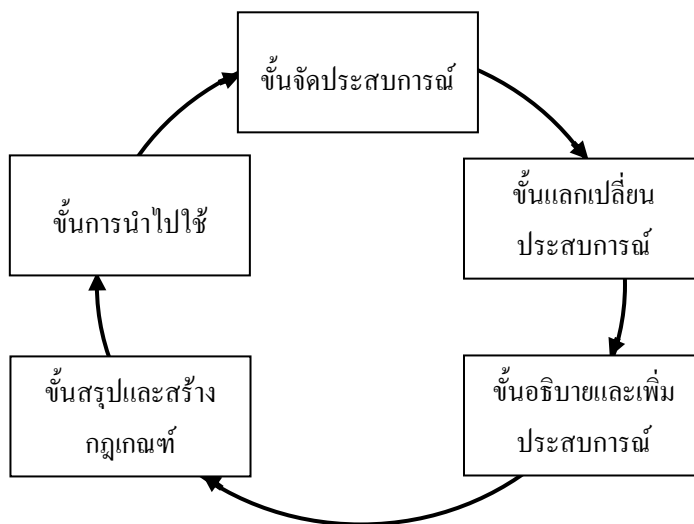 ขั้นจัดประสบการณ์
ขั้นแลกเปลี่ยน
ประสบการณ์
ขั้นอธิบายและเพิ่ม
ประสบการณ์
ขั้นสรุปและสร้าง
กฎเกณฑ์
ขั้นการนำไปใช้